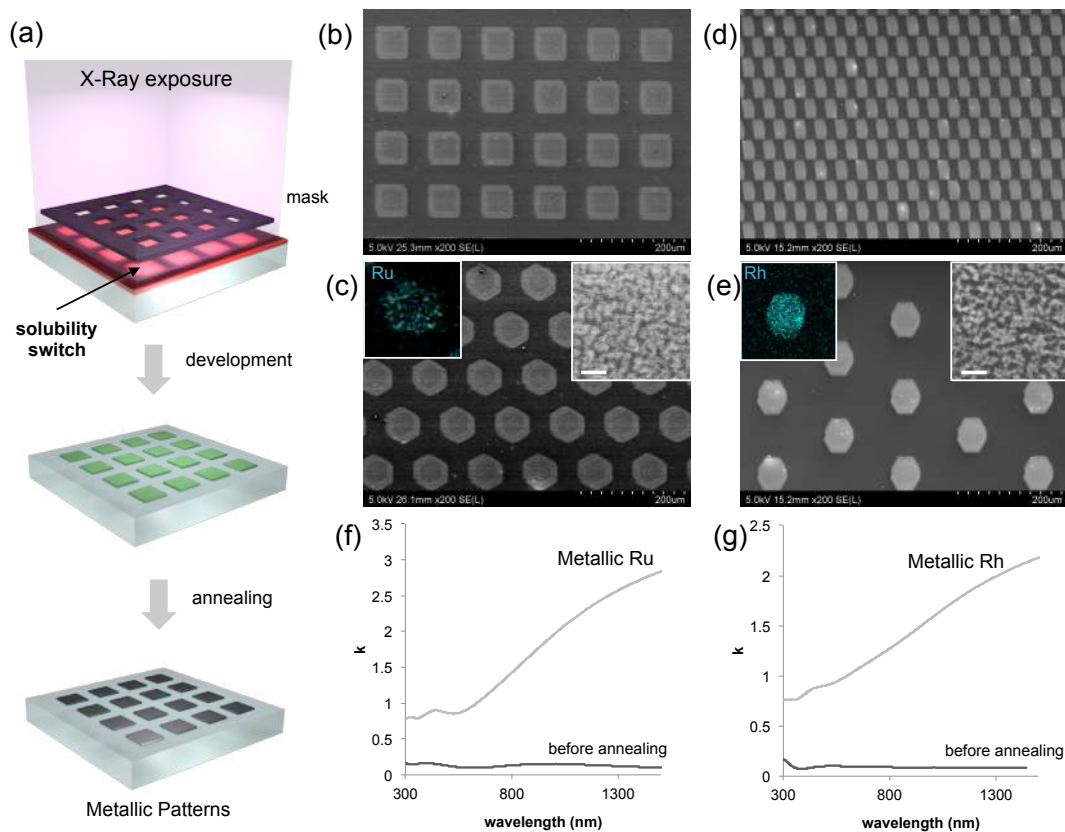 (a)
X-Ray exposure
mask
solubility
switch
development
annealing
Metallic Patterns
(b)
5.0kV 25.3mm x200 SE(L)
200um
(d)
5.0kV 15.2mm x200 SE(L)
200um
(c)
Ru
5.0kV 26.1mm x200 SE(L)
200um
(e)
Rh
5.0kV 15.2mm x200 SE(L)
200um
(f)
3.5
3
2.5
2
1.5
1
0.5
0
k
Metallic Ru
before annealing
300
800
1300
wavelength (nm)
(g)
2.5
2
1.5
1
0.5
0
k
Metallic Rh
before annealing
300
800
1300
wavelength (nm)